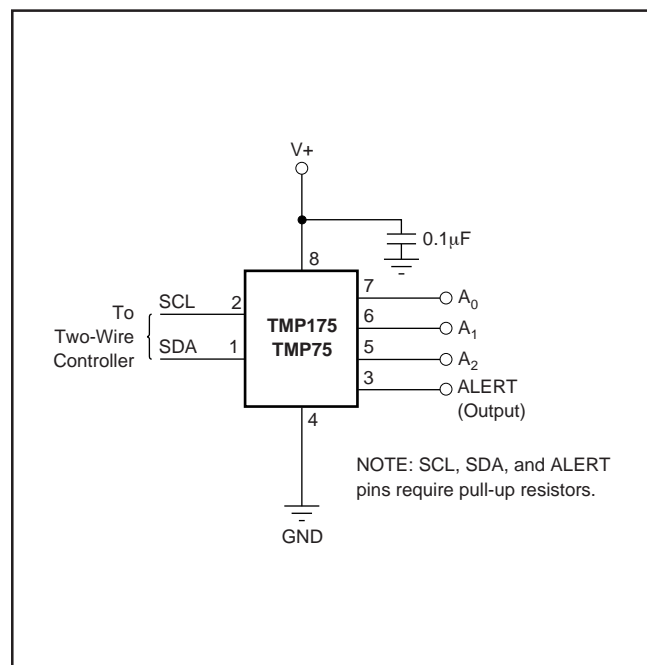 V+
0.1µF
8
To
Two-Wire
Controller
SCL
2
SDA
1
TMP175
TMP75
7
A0
6
A1
5
A2
3
ALERT
(Output)
4
NOTE: SCL, SDA, and ALERT
pins require pull-up resistors.
GND